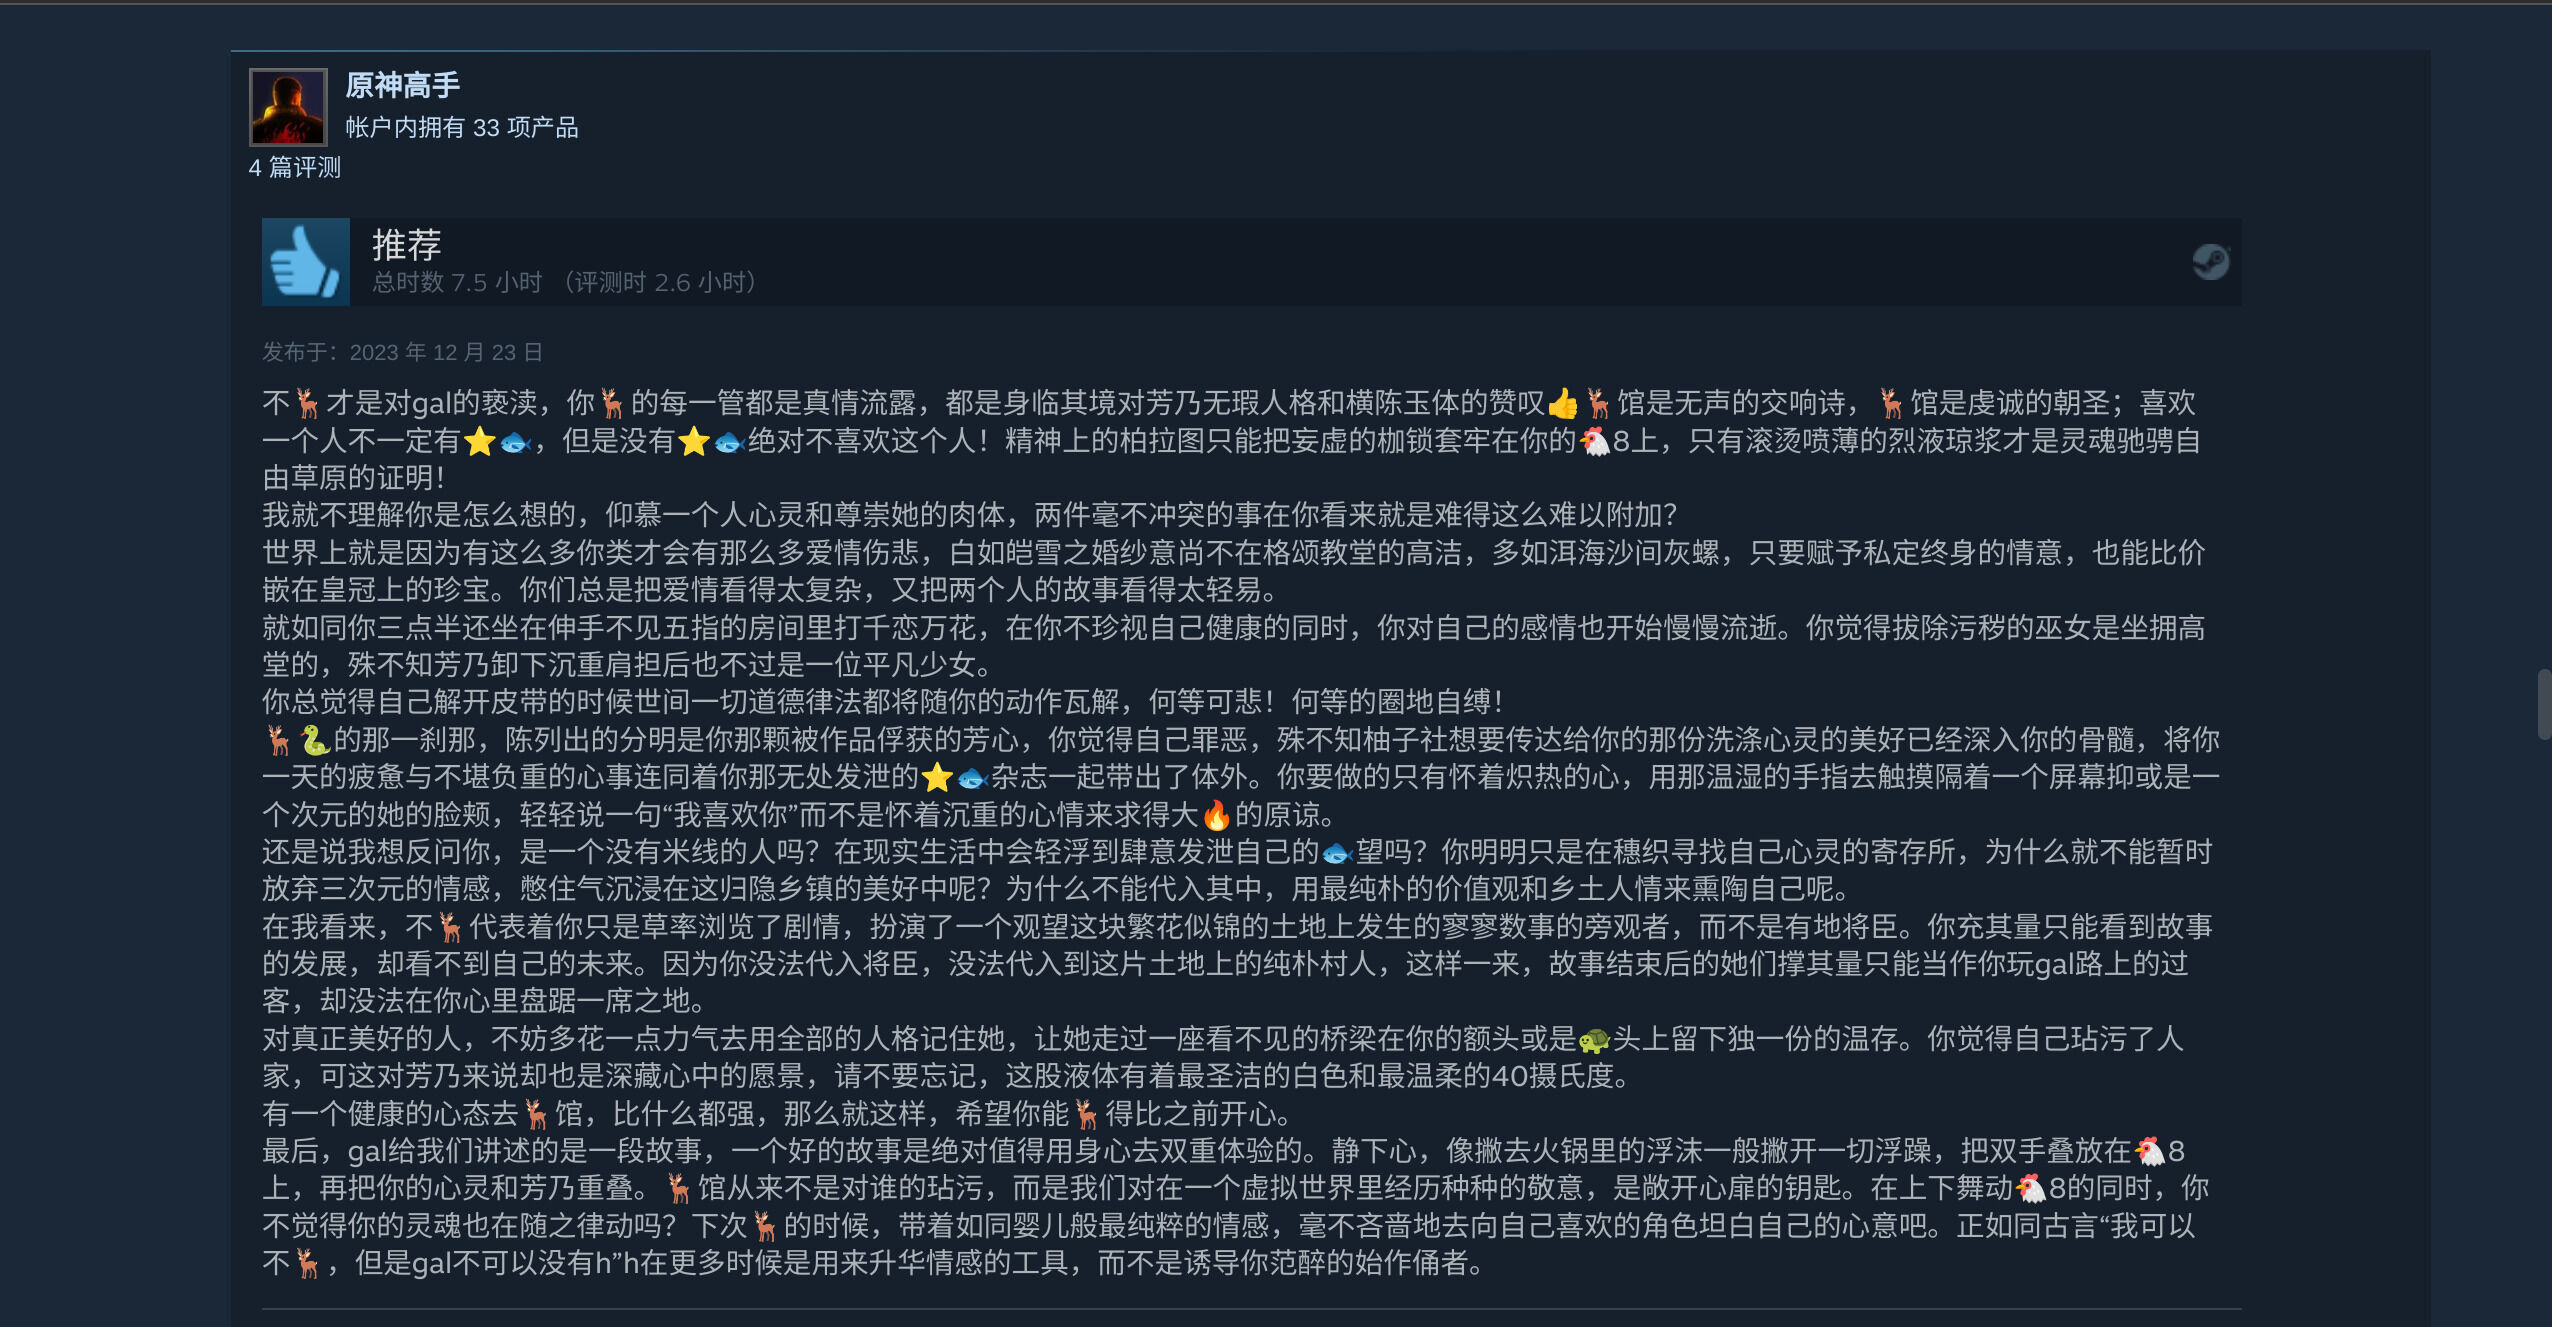 原神高手
帐户内拥有 33 项产品
4 篇评测
推荐
总时数 7.5 小时 （评测时 2.6 小时）
发布于：2023 年 12 月 23 日
不🦌才是对gal的亵渎，你🦌的每一管都是真情流露，都是身临其境对芳乃无瑕人格和横陈玉体的赞叹👍🦌馆是无声的交响诗，🦌馆是虔诚的朝圣；喜欢
一个人不一定有⭐🐟，但是没有⭐🐟绝对不喜欢这个人！精神上的柏拉图只能把妄虚的枷锁套牢在你的🐔8上，只有滚烫喷薄的烈液琼浆才是灵魂驰骋自
由草原的证明！
我就不理解你是怎么想的，仰慕一个人心灵和尊崇她的肉体，两件毫不冲突的事在你看来就是难得这么难以附加？
世界上就是因为有这么多你类才会有那么多爱情伤悲，白如皑雪之婚纱意尚不在格颂教堂的高洁，多如洱海沙间灰螺，只要赋予私定终身的情意，也能比价
嵌在皇冠上的珍宝。你们总是把爱情看得太复杂，又把两个人的故事看得太轻易。
就如同你三点半还坐在伸手不见五指的房间里打千恋万花，在你不珍视自己健康的同时，你对自己的感情也开始慢慢流逝。你觉得拔除污秽的巫女是坐拥高
堂的，殊不知芳乃卸下沉重肩担后也不过是一位平凡少女。
你总觉得自己解开皮带的时候世间一切道德律法都将随你的动作瓦解，何等可悲！何等的圈地自缚！
🦌🐍的那一刹那，陈列出的分明是你那颗被作品俘获的芳心，你觉得自己罪恶，殊不知柚子社想要传达给你的那份洗涤心灵的美好已经深入你的骨髓，将你
一天的疲惫与不堪负重的心事连同着你那无处发泄的⭐🐟杂志一起带出了体外。你要做的只有怀着炽热的心，用那温湿的手指去触摸隔着一个屏幕抑或是一
个次元的她的脸颊，轻轻说一句“我喜欢你”而不是怀着沉重的心情来求得大🔥的原谅。
还是说我想反问你，是一个没有米线的人吗？在现实生活中会轻浮到肆意发泄自己的🐟望吗？你明明只是在穗织寻找自己心灵的寄存所，为什么就不能暂时
放弃三次元的情感，憋住气沉浸在这归隐乡镇的美好中呢？为什么不能代入其中，用最纯朴的价值观和乡土人情来熏陶自己呢。
在我看来，不🦌代表着你只是草率浏览了剧情，扮演了一个观望这块繁花似锦的土地上发生的寥寥数事的旁观者，而不是有地将臣。你充其量只能看到故事
的发展，却看不到自己的未来。因为你没法代入将臣，没法代入到这片土地上的纯朴村人，这样一来，故事结束后的她们撑其量只能当作你玩gal路上的过
客，却没法在你心里盘踞一席之地。
对真正美好的人，不妨多花一点力气去用全部的人格记住她，让她走过一座看不见的桥梁在你的额头或是🐢头上留下独一份的温存。你觉得自己玷污了人
家，可这对芳乃来说却也是深藏心中的愿景，请不要忘记，这股液体有着最圣洁的白色和最温柔的40摄氏度。
有一个健康的心态去🦌馆，比什么都强，那么就这样，希望你能🦌得比之前开心。
最后，gal给我们讲述的是一段故事，一个好的故事是绝对值得用身心去双重体验的。静下心，像撇去火锅里的浮沫一般撇开一切浮躁，把双手叠放在🐔8
上，再把你的心灵和芳乃重叠。🦌馆从来不是对谁的玷污，而是我们对在一个虚拟世界里经历种种的敬意，是敞开心扉的钥匙。在上下舞动🐔8的同时，你
不觉得你的灵魂也在随之律动吗？下次🦌的时候，带着如同婴儿般最纯粹的情感，毫不吝啬地去向自己喜欢的角色坦白自己的心意吧。正如同古言“我可以
不🦌，但是gal不可以没有h”h在更多时候是用来升华情感的工具，而不是诱导你范醉的始作俑者。